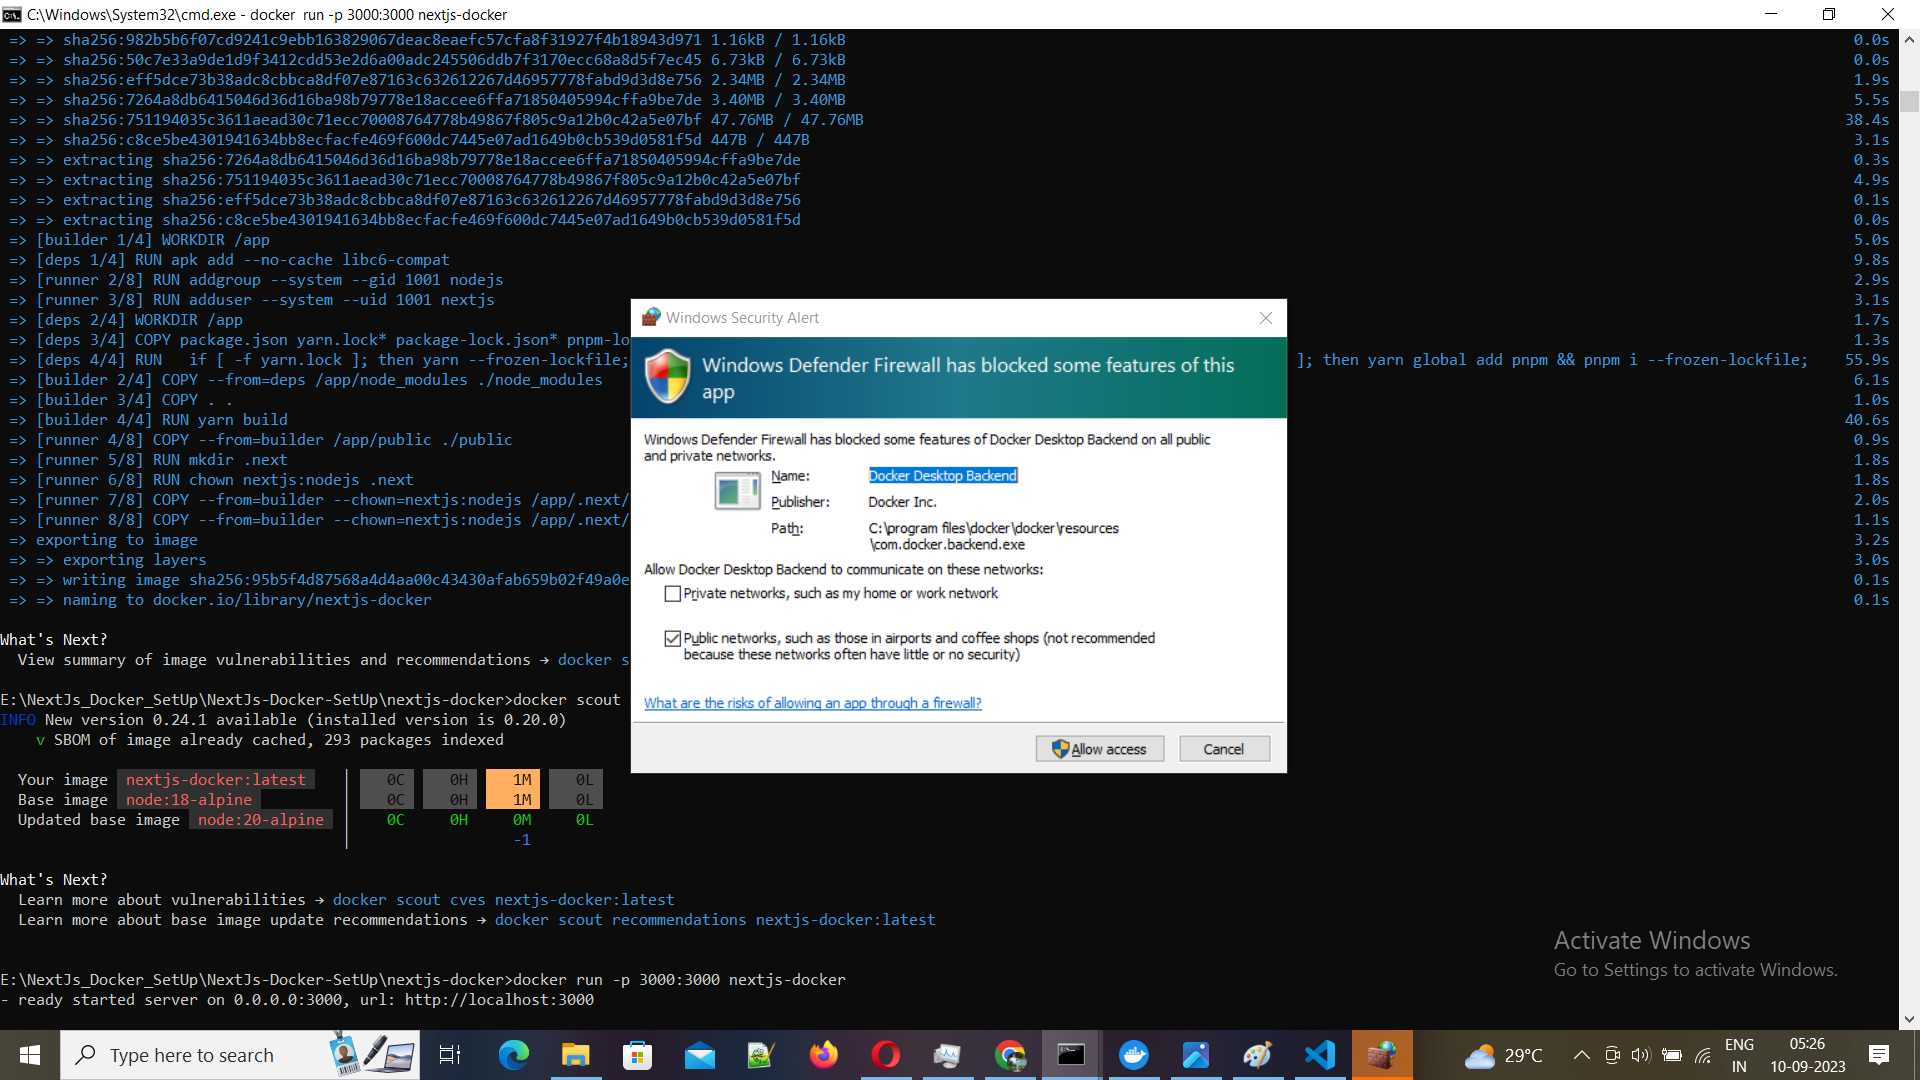 C:\Windows\System32\cmd.exe - docker  run -p 3000:3000 nextjs-docker
=> => sha256:982b5b6f07cd9241c9ebb163829067deac8eaefc57cfa8f31927f4b18943d971 1.16kB / 1.16kB 0.0s
=> => sha256:50c7e33a9de1d9f3412cdd53e2d6a00adc245506ddb7f3170ecc68a8d5f7ec45 6.73kB / 6.73kB 0.0s
=> => sha256:eff5dce73b38adc8cbbca8df07e87163c632612267d46957778fabd9d3d8e756 2.34MB / 2.34MB 1.9s
=> => sha256:7264a8db6415046d36d16ba98b79778e18accee6ffa71850405994cffa9be7de 3.40MB / 3.40MB 5.5s
=> => sha256:751194035c3611aead30c71ecc70008764778b49867f805c9a12b0c42a5e07bf 47.76MB / 47.76MB 38.4s
=> => sha256:c8ce5be4301941634bb8ecfacfe469f600dc7445e07ad1649b0cb539d0581f5d 447B / 447B 3.1s
=> => extracting sha256:7264a8db6415046d36d16ba98b79778e18accee6ffa71850405994cffa9be7de 0.3s
=> => extracting sha256:751194035c3611aead30c71ecc70008764778b49867f805c9a12b0c42a5e07bf 4.9s
=> => extracting sha256:eff5dce73b38adc8cbbca8df07e87163c632612267d46957778fabd9d3d8e756 0.1s
=> => extracting sha256:c8ce5be4301941634bb8ecfacfe469f600dc7445e07ad1649b0cb539d0581f5d 0.0s
=> [builder 1/4] WORKDIR /app 5.0s
=> [deps 1/4] RUN apk add --no-cache libc6-compat 9.8s
=> [runner 2/8] RUN addgroup --system --gid 1001 nodejs 2.9s
=> [runner 3/8] RUN adduser --system --uid 1001 nextjs 3.1s
=> [deps 2/4] WORKDIR /app 1.7s
=> [deps 3/4] COPY package.json yarn.lock* package-lock.json* pnpm-lo 1.3s
=> [deps 4/4] RUN   if [ -f yarn.lock ]; then yarn --frozen-lockfile; ]; then yarn global add pnpm && pnpm i --frozen-lockfile; 55.9s
=> [builder 2/4] COPY --from=deps /app/node_modules ./node_modules 6.1s
=> [builder 3/4] COPY . . 1.0s
=> [builder 4/4] RUN yarn build 40.6s
=> [runner 4/8] COPY --from=builder /app/public ./public 0.9s
=> [runner 5/8] RUN mkdir .next 1.8s
=> [runner 6/8] RUN chown nextjs:nodejs .next 1.8s
=> [runner 7/8] COPY --from=builder --chown=nextjs:nodejs /app/.next/ 2.0s
=> [runner 8/8] COPY --from=builder --chown=nextjs:nodejs /app/.next/ 1.1s
=> exporting to image 3.2s
=> => exporting layers 3.0s
=> => writing image sha256:95b5f4d87568a4d4aa00c43430afab659b02f49a0e 0.1s
=> => naming to docker.io/library/nextjs-docker 0.1s
What's Next?
View summary of image vulnerabilities and recommendations → docker s
E:\NextJs_Docker_SetUp\NextJs-Docker-SetUp\nextjs-docker>docker scout
INFO New version 0.24.1 available (installed version is 0.20.0)
v SBOM of image already cached, 293 packages indexed
Your image nextjs-docker:latest 0C 0H 1M 0L
Base image node:18-alpine 0C 0H 1M 0L
Updated base image node:20-alpine 0C 0H 0M 0L
-1
What's Next?
Learn more about vulnerabilities → docker scout cves nextjs-docker:latest
Learn more about base image update recommendations → docker scout recommendations nextjs-docker:latest
E:\NextJs_Docker_SetUp\NextJs-Docker-SetUp\nextjs-docker>docker run -p 3000:3000 nextjs-docker
- ready started server on 0.0.0.0:3000, url: http://localhost:3000
Windows Security Alert
Windows Defender Firewall has blocked some features of this
app
Windows Defender Firewall has blocked some features of Docker Desktop Backend on all public
and private networks.
Name: Docker Desktop Backend
Publisher: Docker Inc.
Path: C:\program files\docker\docker\resources
\com.docker.backend.exe
Allow Docker Desktop Backend to communicate on these networks:
Private networks, such as my home or work network
Public networks, such as those in airports and coffee shops (not recommended
because these networks often have little or no security)
What are the risks of allowing an app through a firewall?
Allow access
Cancel
Activate Windows
Go to Settings to activate Windows.
Type here to search
29°C
ENG
IN
05:26
10-09-2023